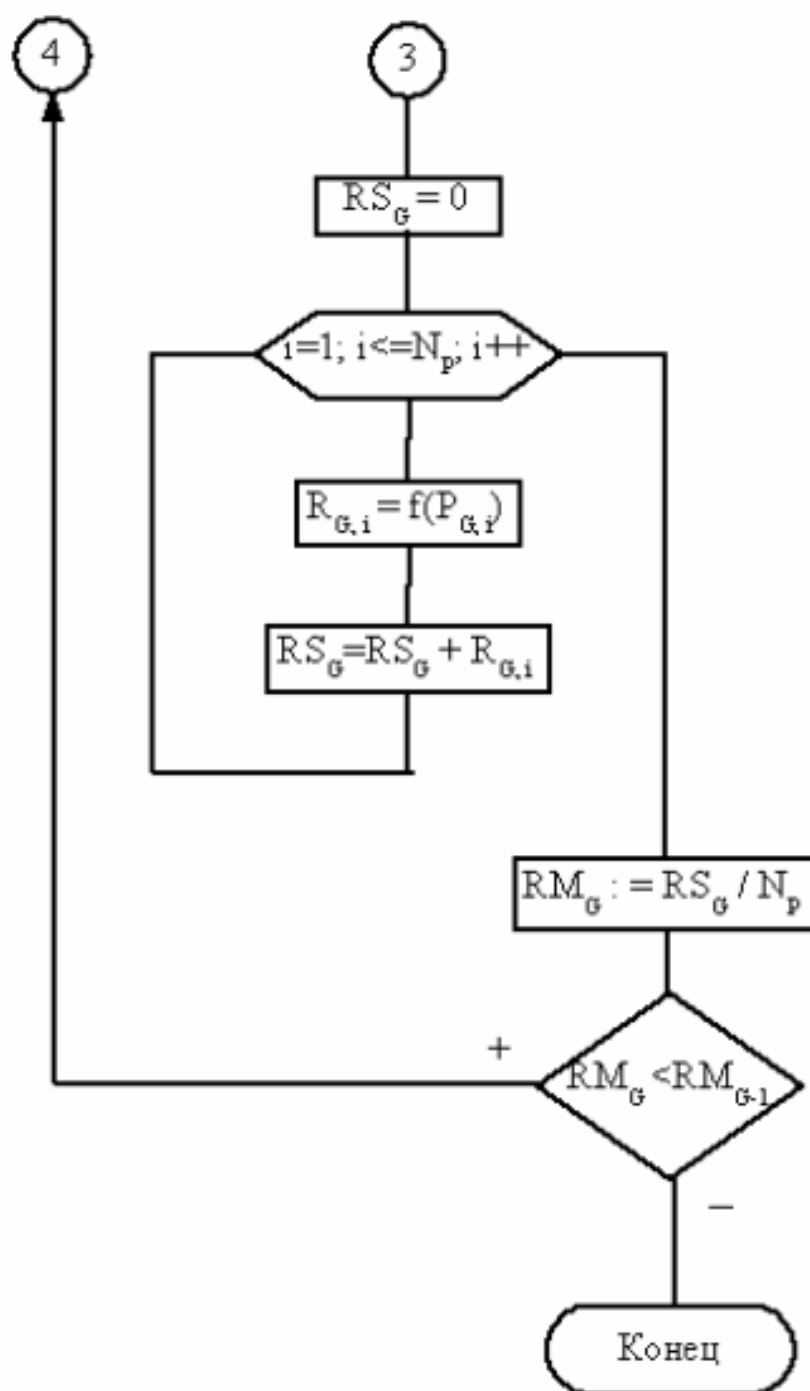 4
3
RS_G = 0
i=1; i<=N_p; i++
R_G,i = f(P_G,i)
RS_G=RS_G + R_G,i
RM_G : = RS_G / N_p
+
RM_G <RM_G-1
–
Конец